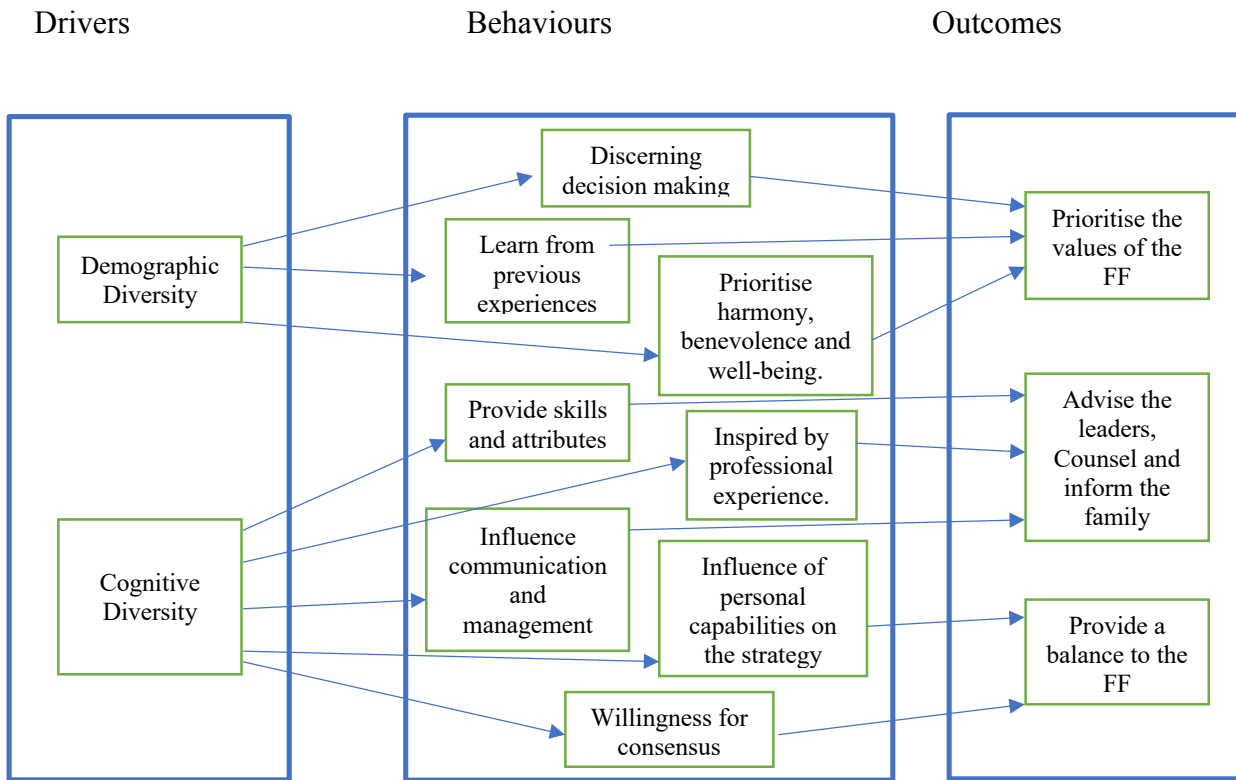 Drivers
Behaviours
Outcomes
Demographic
Diversity
Cognitive
Diversity
Discerning
decision making
Learn from
previous
experiences
Prioritise
harmony,
benevolence and
well-being.
Provide skills
and attributes
Inspired by
professional
experience.
Influence
communication
and
management
Influence of
personal
capabilities on
the strategy
Willingness for
consensus
Prioritise the
values of the
FF
Advise the
leaders,
Counsel and
inform the
family
Provide a
balance to the
FF